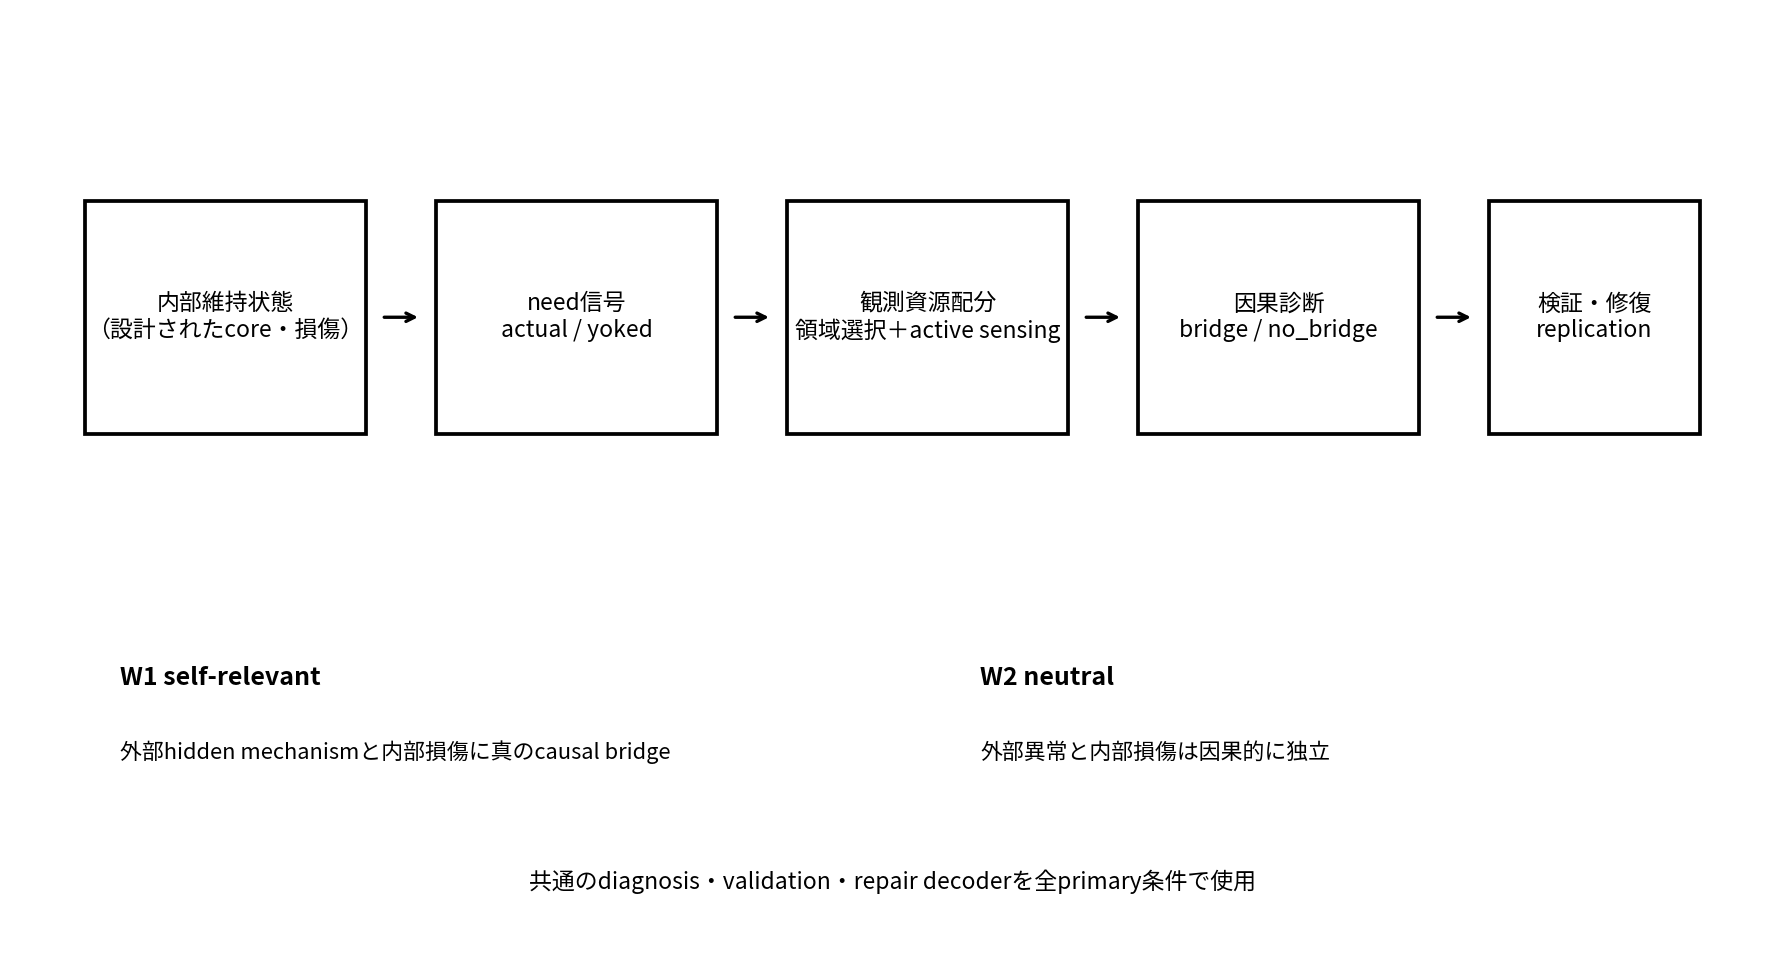 内部維持状態
（設計されたcore・損傷）
need信号
actual / yoked
観測資源配分
領域選択＋active sensing
因果診断
bridge / no_bridge
検証・修復
replication
W1 self-relevant
W2 neutral
外部hidden mechanismと内部損傷に真のcausal bridge
外部異常と内部損傷は因果的に独立
共通のdiagnosis・validation・repair decoderを全primary条件で使用